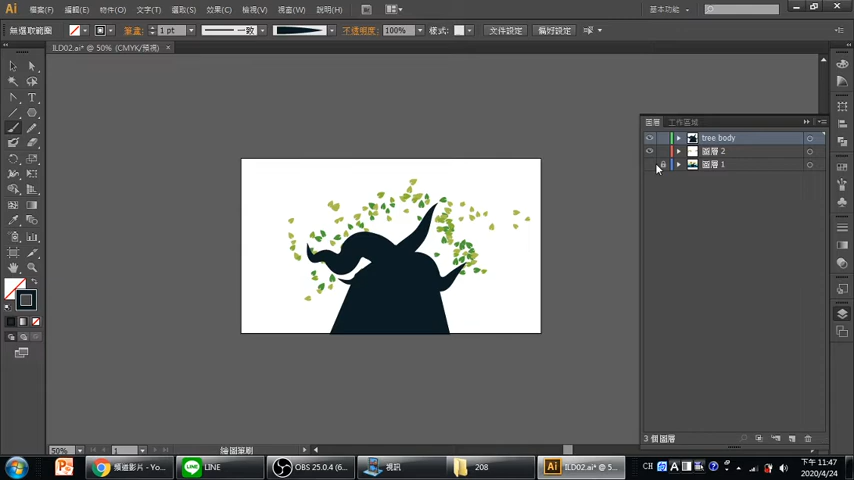 Ai 檔案(F) 編輯(E) 物件(O) 文字(T) 選取(S) 效果(C) 檢視(V) 視窗(W) 說明(H) Br 基本功能
無選取範圍 筆畫: 1 pt 一致 不透明度: 100% 樣式: 文件設定 偏好設定
ILD02.ai* @ 50% (CMYK/預視) ×
圖層 工作區域
tree body
圖層 2
圖層 1
3 個圖層
50% 1 繪圖筆刷
頻道影片 - Yo... LINE OBS 25.0.4 (6... 視訊 208 Ai ILD02.ai* @ 5... CH A 下午 11:47
2020/4/24